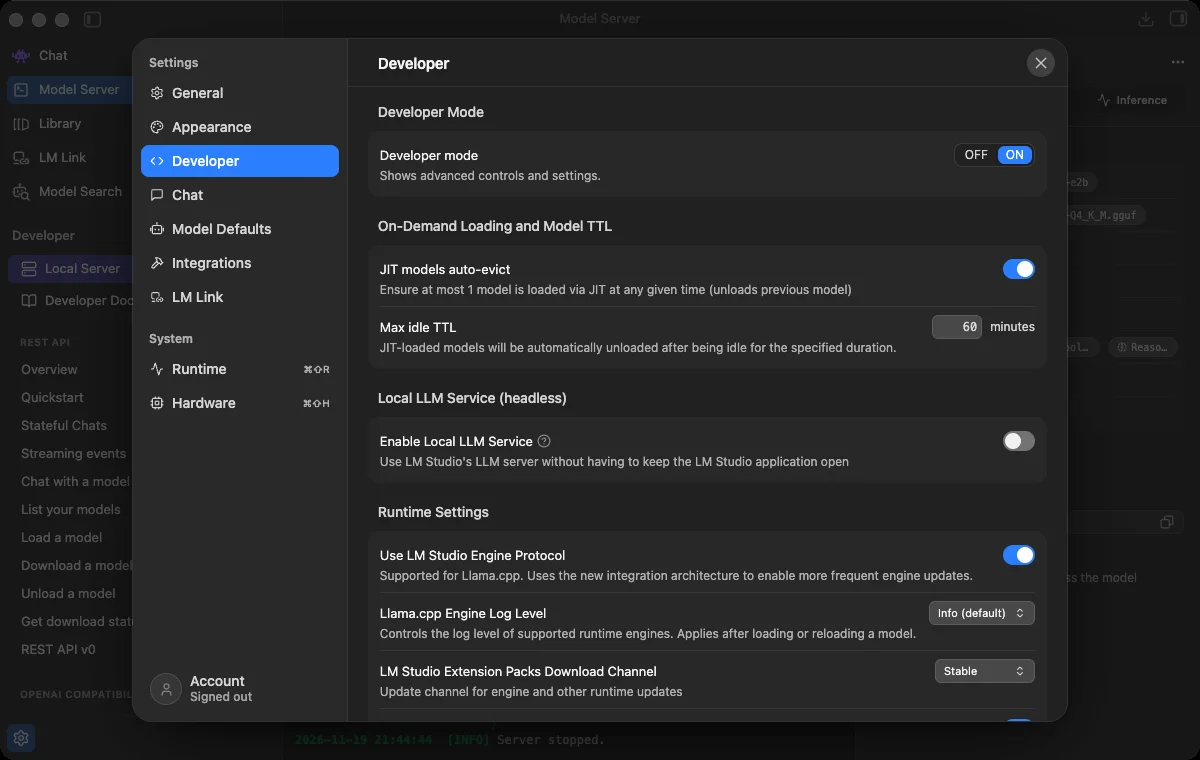 Model Server
Chat
Model Server
Library
LM Link
Model Search
Developer
Local Server
Developer
REST API
Overview
Quickstart
Stateful Chats
Streaming events
Chat with a model
List your models
Load a model
Download a model
Unload a model
Get download
REST API v0
OPENAI
Settings
General
Appearance
Developer
Chat
Model Defaults
Integrations
LM Link
System
Runtime ⌘⇧R
Hardware ⌘⇧H
Account
Signed out
Developer
Developer Mode
Developer mode
OFF ON
Shows advanced controls and settings.
On-Demand Loading and Model TTL
JIT models auto-evict
Ensure at most 1 model is loaded via JIT at any given time (unloads previous model)
Max idle TTL
60 minutes
JIT-loaded models will be automatically unloaded after being idle for the specified duration.
Local LLM Service (headless)
Enable Local LLM Service
Use LM Studio's LLM server without having to keep the LM Studio application open
Runtime Settings
Use LM Studio Engine Protocol
Supported for Llama.cpp. Uses the new integration architecture to enable more frequent engine updates.
Llama.cpp Engine Log Level
Info (default)
Controls the log level of supported runtime engines. Applies after loading or reloading a model.
LM Studio Extension Packs Download Channel
Stable
Update channel for engine and other runtime updates
Inference
-e2b
-Q4_K_M.gguf
Reaso…
the model
2026-11-19 21:44:44 [INFO] Server stopped.